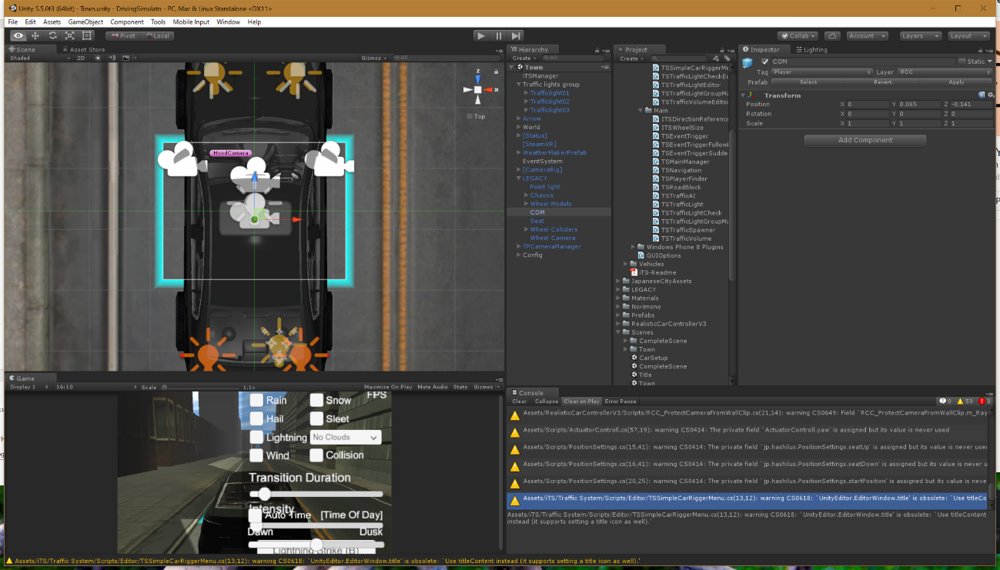 Unity 5.5.0f3 (64bit) - Town.unity - DrivingSimulato - PC, Mac & Linux Standalone <DX11>
File Edit Assets GameObject Component Tools Mobile Input Window Help
Pivot Local
Collab Account Layers Layout
Scene Asset Store
Shaded 2D Gizmos All
z
x
Top
HoodCamera
Hierarchy
Create All
Town
iTSManager
Traffic lights group
Trafficlight01
Trafficlight02
Trafficlight03
Arrow
World
[Status]
[SteamVR]
WeatherMakerPrefab
EventSystem
[CameraRig]
LEGACY
Point light
Chassis
Wheel Models
COM
Seat
Wheel Colliders
Wheel Camera
TPCameraManager
Config
Project
Create
TSSimpleCarRiggerMe
TSTrafficLightCheckEd
TSTrafficLightEditor
TSTrafficLightGroupMa
TSTrafficVolumeEditor
Main
ITSDirectionReference
ITSWheelSize
TSEventTrigger
TSEventTriggerFollow
TSEventTriggerSudde
TSMainManager
TSNavigation
TSPlayerFinder
TSRoadBlock
TSTrafficAI
TSTrafficLight
TSTrafficLightCheck
TSTrafficLightGroupMa
TSTrafficSpawner
TSTrafficVolume
Windows Phone 8 Plugins
GUIOptions
Vehicles
iTS-Readme
JapaneseCityAssets
LEGACY
Materials
Norimono
Prefabs
RealisticCarControllerV3
Scenes
CompleteScene
Town
CarSetup
CompleteScene
Title
Town
Inspector Lighting
COM Static
Tag Player Layer RCC
Prefab Select Revert Apply
Transform
Position X 0 Y 0.065 Z -0.141
Rotation X 0 Y 0 Z 0
Scale X 1 Y 1 Z 1
Add Component
Game
Display 1 16:10 Scale 1.1x Maximize On Play Mute Audio Stats Gizmos
FPS
Rain Snow
Hail Sleet
Lightning No Clouds
Wind Collision
Transition Duration
Intensity
Auto Time [Time Of Day]
Dawn Dusk
Lightning Strike (B)
Console
Clear Collapse Clear on Play Error Pause 0 53 3
Assets/RealisticCarControllerV3/Scripts/RCC_ProtectCameraFromWallClip.cs(21,14): warning CS0649: Field `RCC_ProtectCameraFromWallClip.m_Ray
Assets/Scripts/ActuatorControll.cs(57,19): warning CS0414: The private field `ActuatorControll.yaw' is assigned but its value is never used
Assets/Scripts/PositionSettings.cs(15,41): warning CS0414: The private field `jp.hashilus.PositionSettings.seatUp' is assigned but its value is never used
Assets/Scripts/PositionSettings.cs(16,41): warning CS0414: The private field `jp.hashilus.PositionSettings.seatDown' is assigned but its value is never u
Assets/Scripts/PositionSettings.cs(20,25): warning CS0414: The private field `jp.hashilus.PositionSettings.startPosition' is assigned but its value is neve
Assets/iTS/Traffic System/Scripts/Editor/TSSimpleCarRiggerMenu.cs(13,12): warning CS0618: `UnityEditor.EditorWindow.title' is obsolete: `Use titleCo
Assets/iTS/Traffic System/Scripts/Editor/TSSimpleCarRiggerMenu.cs(13,12): warning CS0618: `UnityEditor.EditorWindow.title' is obsolete: `Use titleContent
instead (it supports setting a title icon as well).'
Assets/iTS/Traffic System/Scripts/Editor/TSSimpleCarRiggerMenu.cs(13,12): warning CS0618: `UnityEditor.EditorWindow.title' is obsolete: `Use titleContent instead (it supports setting a title icon as well).'